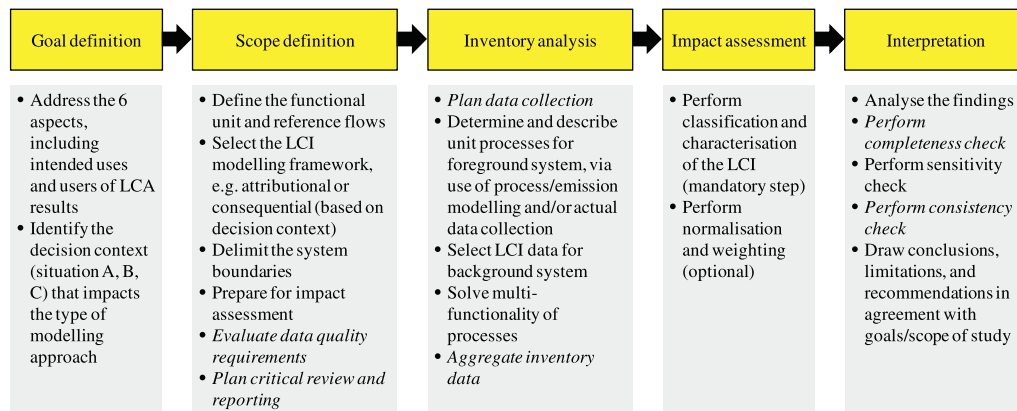 Goal definition
Scope definition
Inventory analysis
Impact assessment
Interpretation
• Address the 6
aspects,
including
intended uses
and users of LCA
results
• Identify the
decision context
(situation A, B,
C) that impacts
the type of
modelling
approach
• Define the functional
unit and reference flows
• Select the LCI
modelling framework,
e.g. attributional or
consequential (based on
decision context)
• Delimit the system
boundaries
• Prepare for impact
assessment
• Evaluate data quality
requirements
• Plan critical review and
reporting
• Plan data collection
• Determine and describe
unit processes for
foreground system, via
use of process/emission
modelling and/or actual
data collection
• Select LCI data for
background system
• Solve multi-
functionality of
processes
• Aggregate inventory
data
• Perform
classification and
characterisation
of the LCI
(mandatory step)
• Perform
normalisation
and weighting
(optional)
• Analyse the findings
• Perform
completeness check
• Perform sensitivity
check
• Perform consistency
check
• Draw conclusions,
limitations, and
recommendations in
agreement with
goals/scope of study